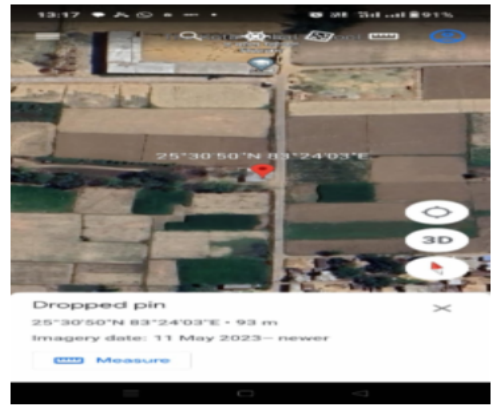 13:17
91%
25°30'50"N 83°24'03"E
3D
Dropped pin
25°30'50"N 83°24'03"E • 93 m
Imagery date: 11 May 2023– newer
Measure